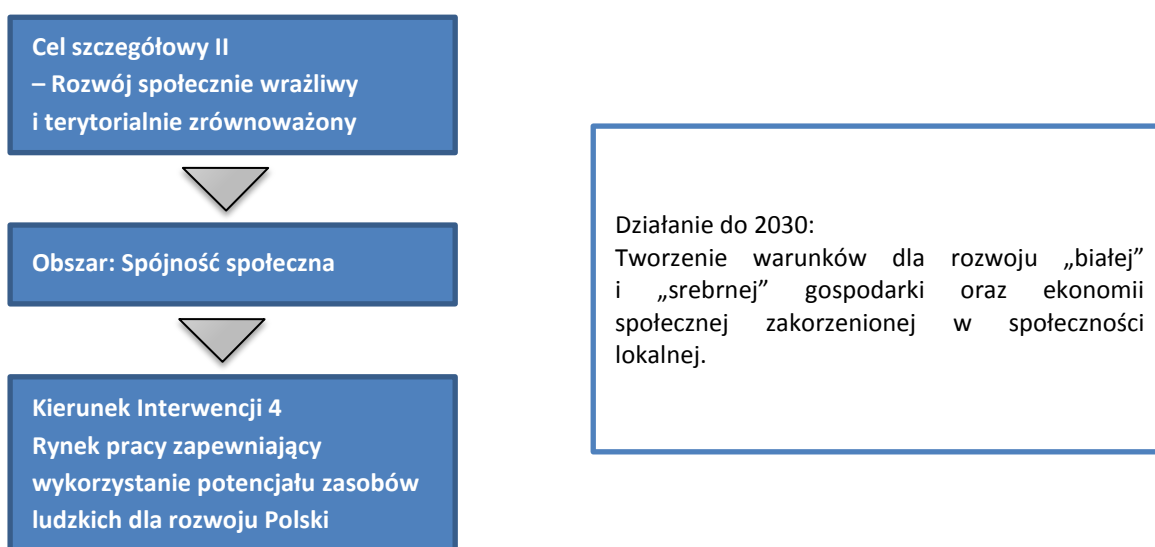 Cel szczegółowy II
– Rozwój społecznie wrażliwy
i terytorialnie zrównoważony
Obszar: Spójność społeczna
Kierunek Interwencji 4
Rynek pracy zapewniający
wykorzystanie potencjału zasobów
ludzkich dla rozwoju Polski
Działanie do 2030:
Tworzenie warunków dla rozwoju „białej”
i „srebrnej” gospodarki oraz ekonomii
społecznej zakorzenionej w społeczności
lokalnej.